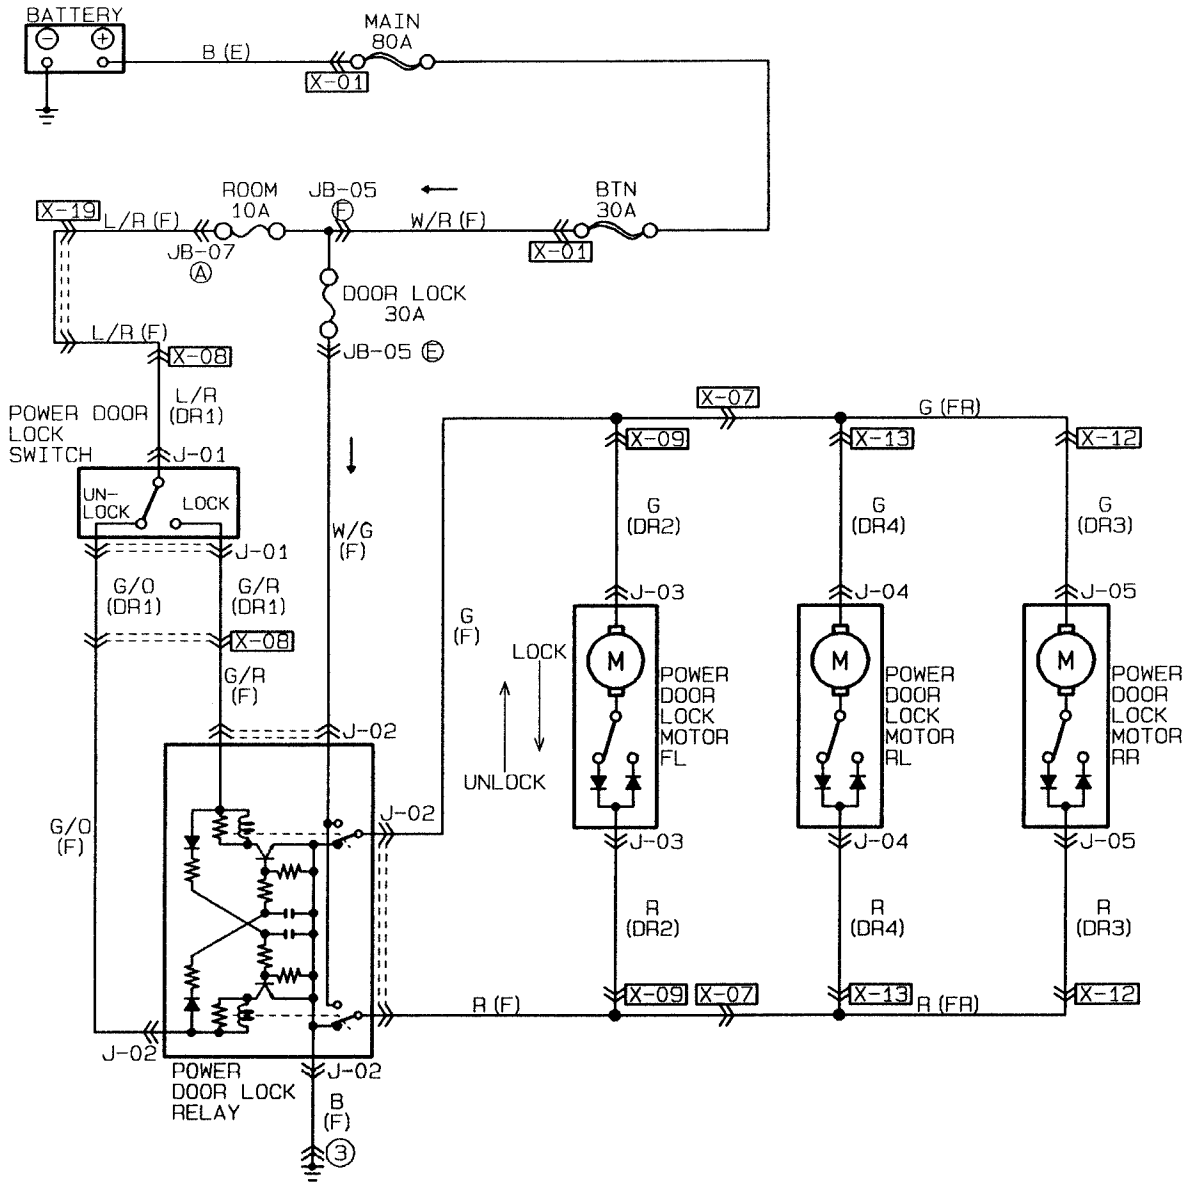 BATTERY
MAIN
80A
B (E)
X-01
ROOM
10A
JB-05
F
BTN
30A
X-19
L/R (F)
W/R (F)
X-01
JB-07
A
DOOR LOCK
30A
L/R (F)
X-08
JB-05 E
L/R
(DR1)
POWER DOOR
LOCK
SWITCH
J-01
UN-
LOCK
LOCK
J-01
G/O
(DR1)
G/R
(DR1)
W/G
(F)
X-08
G/R
(F)
J-02
X-07
G (FR)
X-09
X-13
X-12
G
(DR2)
G
(DR4)
G
(DR3)
J-03
J-04
J-05
G
(F)
LOCK
UNLOCK
M
POWER
DOOR
LOCK
MOTOR
FL
M
POWER
DOOR
LOCK
MOTOR
RL
M
POWER
DOOR
LOCK
MOTOR
RR
J-02
G/O
(F)
J-03
J-04
J-05
R
(DR2)
R
(DR4)
R
(DR3)
R (F)
X-09
X-07
X-13
R (FR)
X-12
J-02
POWER
DOOR LOCK
RELAY
J-02
B
(F)
3